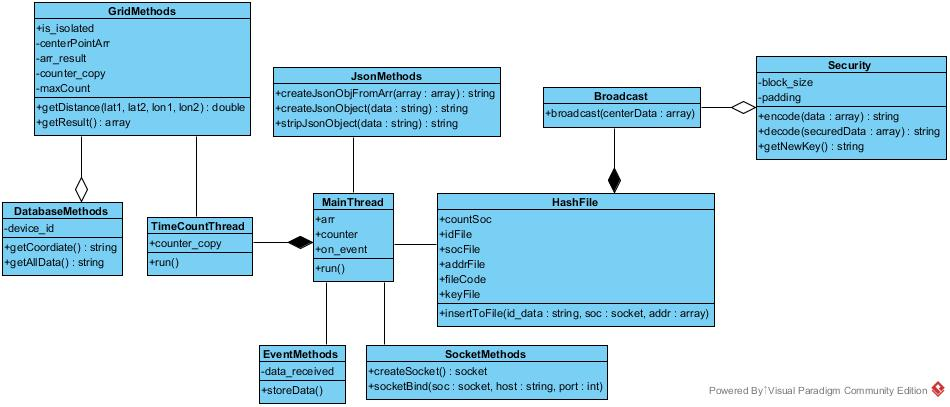 GridMethods
+is_isolated
-centerPointArr
-arr_result
-counter_copy
-maxCount
+getDistance(lat1, lat2, lon1, lon2) : double
+getResult() : array
JsonMethods
+createJsonObjFromArr(array : array) : string
+createJsonObject(data : string) : string
+stripJsonObject(data : string) : string
Broadcast
+broadcast(centerData : array)
Security
-block_size
-padding
+encode(data : array) : string
+decode(securedData : array) : string
+getNewKey() : string
DatabaseMethods
-device_id
+getCoordiate() : string
+getAllData() : string
TimeCountThread
+counter_copy
+run()
MainThread
+arr
+counter
+on_event
+run()
HashFile
+countSoc
+idFile
+socFile
+addrFile
+fileCode
+keyFile
+insertToFile(id_data : string, soc : socket, addr : array)
EventMethods
-data_received
+storeData()
SocketMethods
+createSocket() : socket
+socketBind(soc : socket, host : string, port : int)
Powered By Visual Paradigm Community Edition